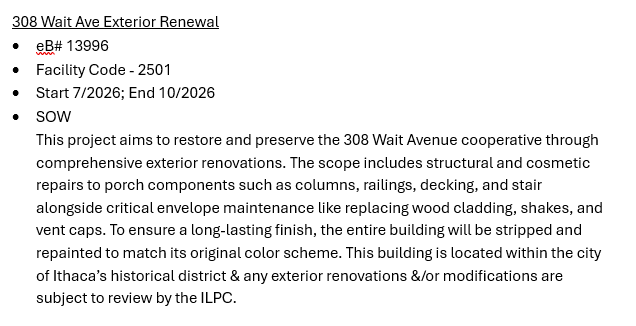 308 Wait Ave Exterior Renewal
• eB# 13996
• Facility Code - 2501
• Start 7/2026; End 10/2026
• SOW
This project aims to restore and preserve the 308 Wait Avenue cooperative through
comprehensive exterior renovations. The scope includes structural and cosmetic
repairs to porch components such as columns, railings, decking, and stair
alongside critical envelope maintenance like replacing wood cladding, shakes, and
vent caps. To ensure a long-lasting finish, the entire building will be stripped and
repainted to match its original color scheme. This building is located within the city
of Ithaca’s historical district & any exterior renovations &/or modifications are
subject to review by the ILPC.